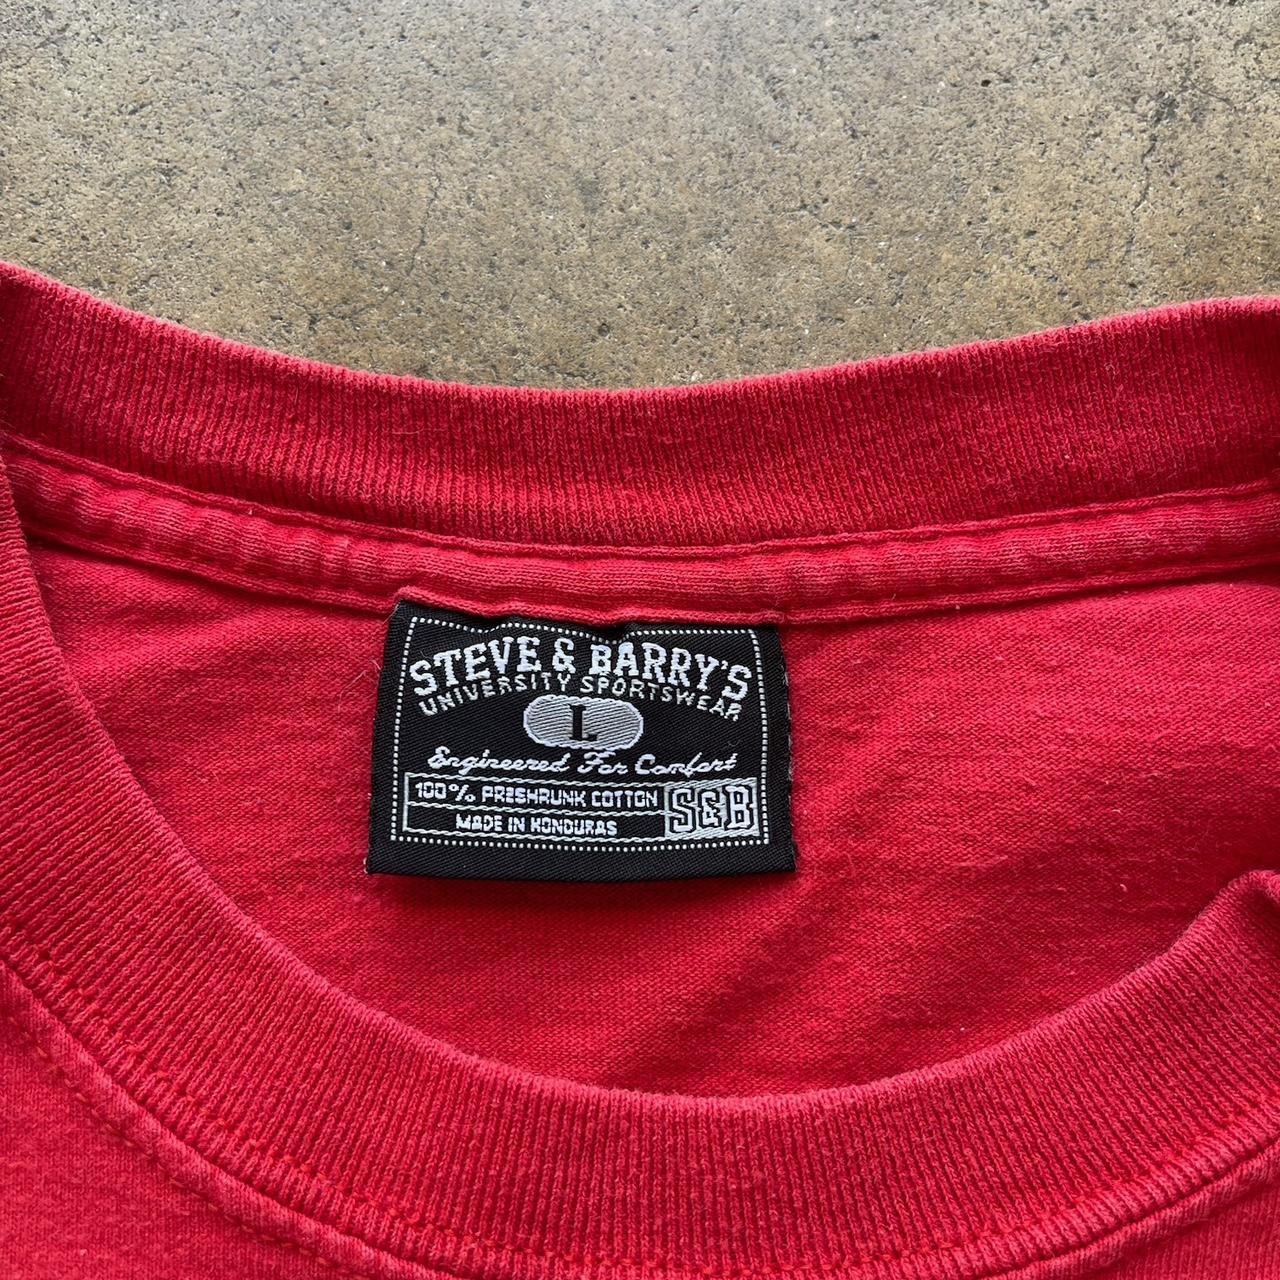 STEVE & BARRY'S
UNIVERSITY SPORTSWEAR
L
Engineered For Comfort
100% PRESHRUNK COTTON
MADE IN HONDURAS
S&B